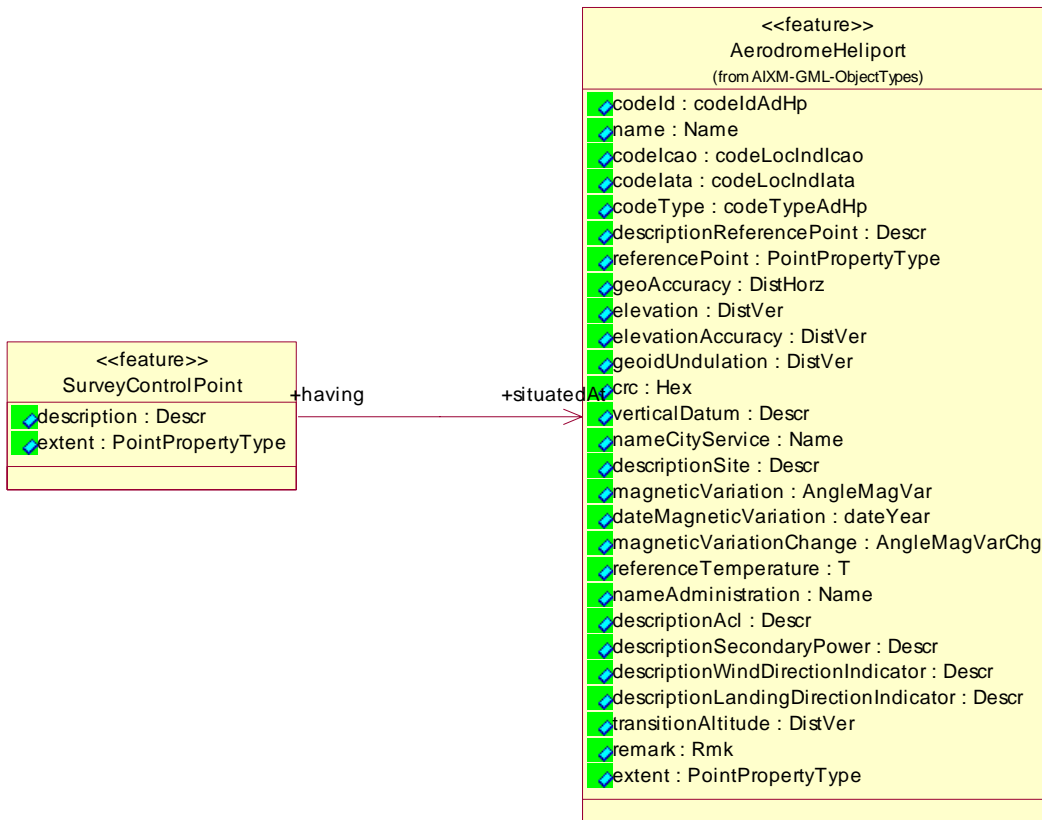 <<feature>>
SurveyControlPoint
description : Descr
extent : PointPropertyType
+having
+situatedAt
<<feature>>
AerodromeHeliport
(from AIXM-GML-ObjectTypes)
codeId : codeIdAdHp
name : Name
codeIcao : codeLocIndIcao
codeIata : codeLocIndIata
codeType : codeTypeAdHp
descriptionReferencePoint : Descr
referencePoint : PointPropertyType
geoAccuracy : DistHorz
elevation : DistVer
elevationAccuracy : DistVer
geoidUndulation : DistVer
crc : Hex
verticalDatum : Descr
nameCityService : Name
descriptionSite : Descr
magneticVariation : AngleMagVar
dateMagneticVariation : dateYear
magneticVariationChange : AngleMagVarChg
referenceTemperature : T
nameAdministration : Name
descriptionAcl : Descr
descriptionSecondaryPower : Descr
descriptionWindDirectionIndicator : Descr
descriptionLandingDirectionIndicator : Descr
transitionAltitude : DistVer
remark : Rmk
extent : PointPropertyType